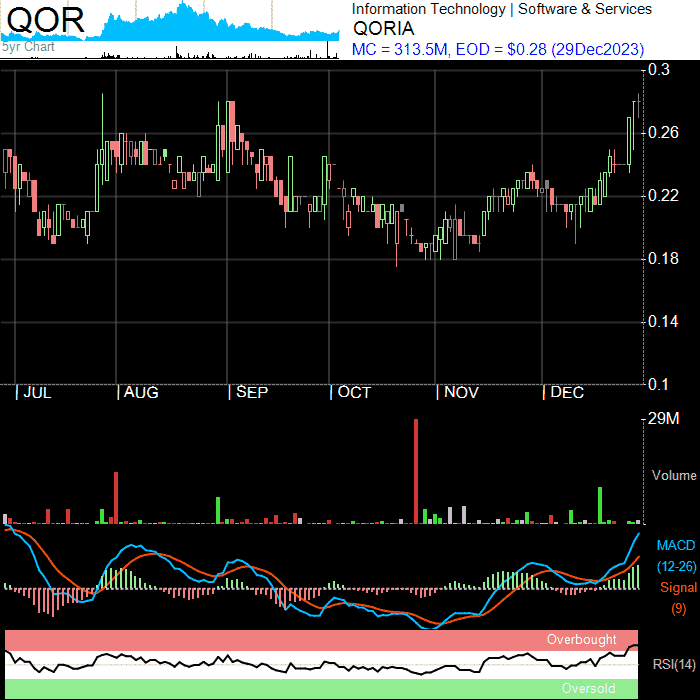 QOR
5yr Chart
Information Technology | Software & Services
QORIA
MC = 313.5M, EOD = $0.28 (29Dec2023)
0.3
0.26
0.22
0.18
0.14
0.1
JUL AUG SEP OCT NOV DEC
29M
Volume
MACD
(12-26)
Signal
(9)
Overbought
RSI(14)
Oversold